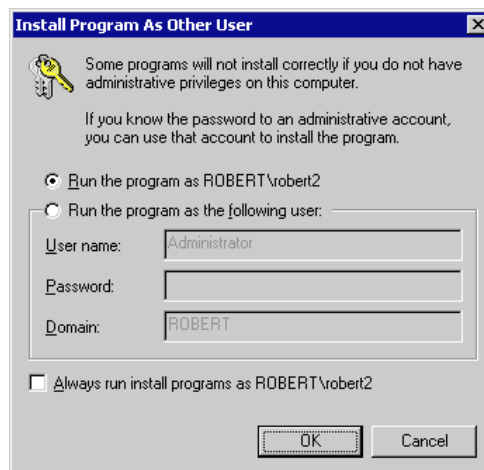 Install Program As Other User
Some programs will not install correctly if you do not have
administrative privileges on this computer.
If you know the password to an administrative account,
you can use that account to install the program.
Run the program as ROBERT\robert2
Run the program as the following user:
User name:
Administrator
Password:
Domain:
ROBERT
Always run install programs as ROBERT\robert2
OK
Cancel